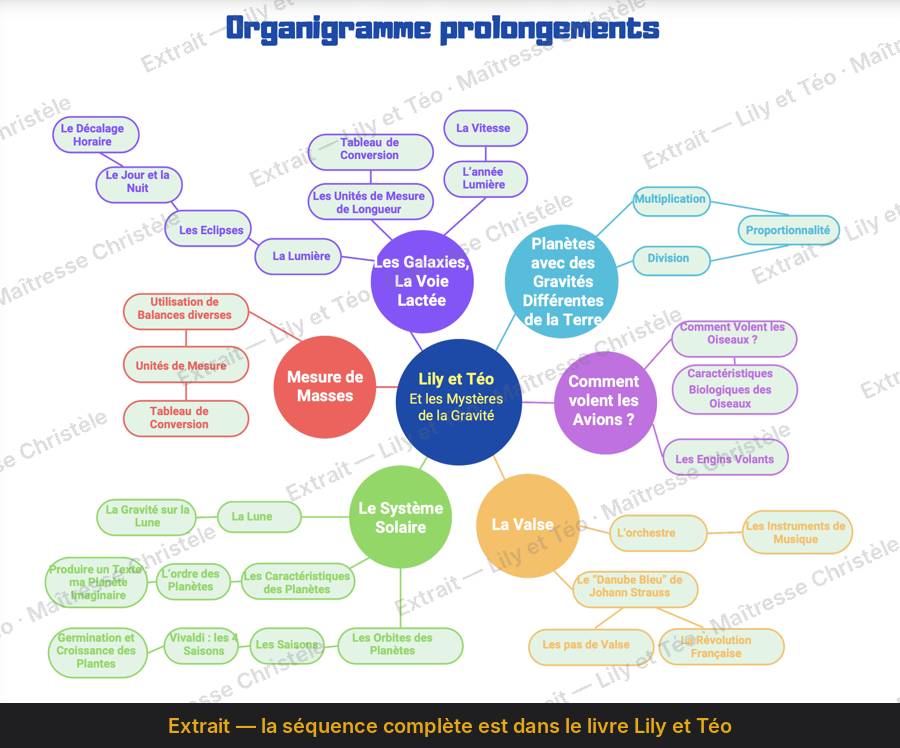 Organigramme prolongements
Le Décalage
Horaire
Le Jour et la
Nuit
Les Eclipses
La Lumière
Tableau de
Conversion
Les Unités de Mesure
de Longueur
La Vitesse
L'année
Lumière
Les Galaxies,
La Voie
Lactée
Planètes
avec des
Gravités
Différentes
de la Terre
Multiplication
Division
Proportionnalité
Utilisation de
Balances diverses
Unités de Mesure
Tableau de
Conversion
Mesure de
Masses
Lily et Téo
Et les Mystères
de la Gravité
Comment
volent les
Avions ?
Comment Volent les
Oiseaux ?
Caractéristiques
Biologiques des
Oiseaux
Les Engins Volants
Le Système
Solaire
La Gravité sur la
Lune
La Lune
Produire un Texte
ma Planète
Imaginaire
L'ordre des
Planètes
Les Caractéristiques
des Planètes
Germination et
Croissance des
Plantes
Vivaldi : les 4
Saisons
Les Saisons
Les Orbites des
Planètes
La Valse
L'orchestre
Les Instruments de
Musique
Le "Danube Bleu" de
Johann Strauss
Les pas de Valse
La Révolution
Française
Extrait — Lily et Téo · Maîtresse Christèle
Extrait — la séquence complète est dans le livre Lily et Téo